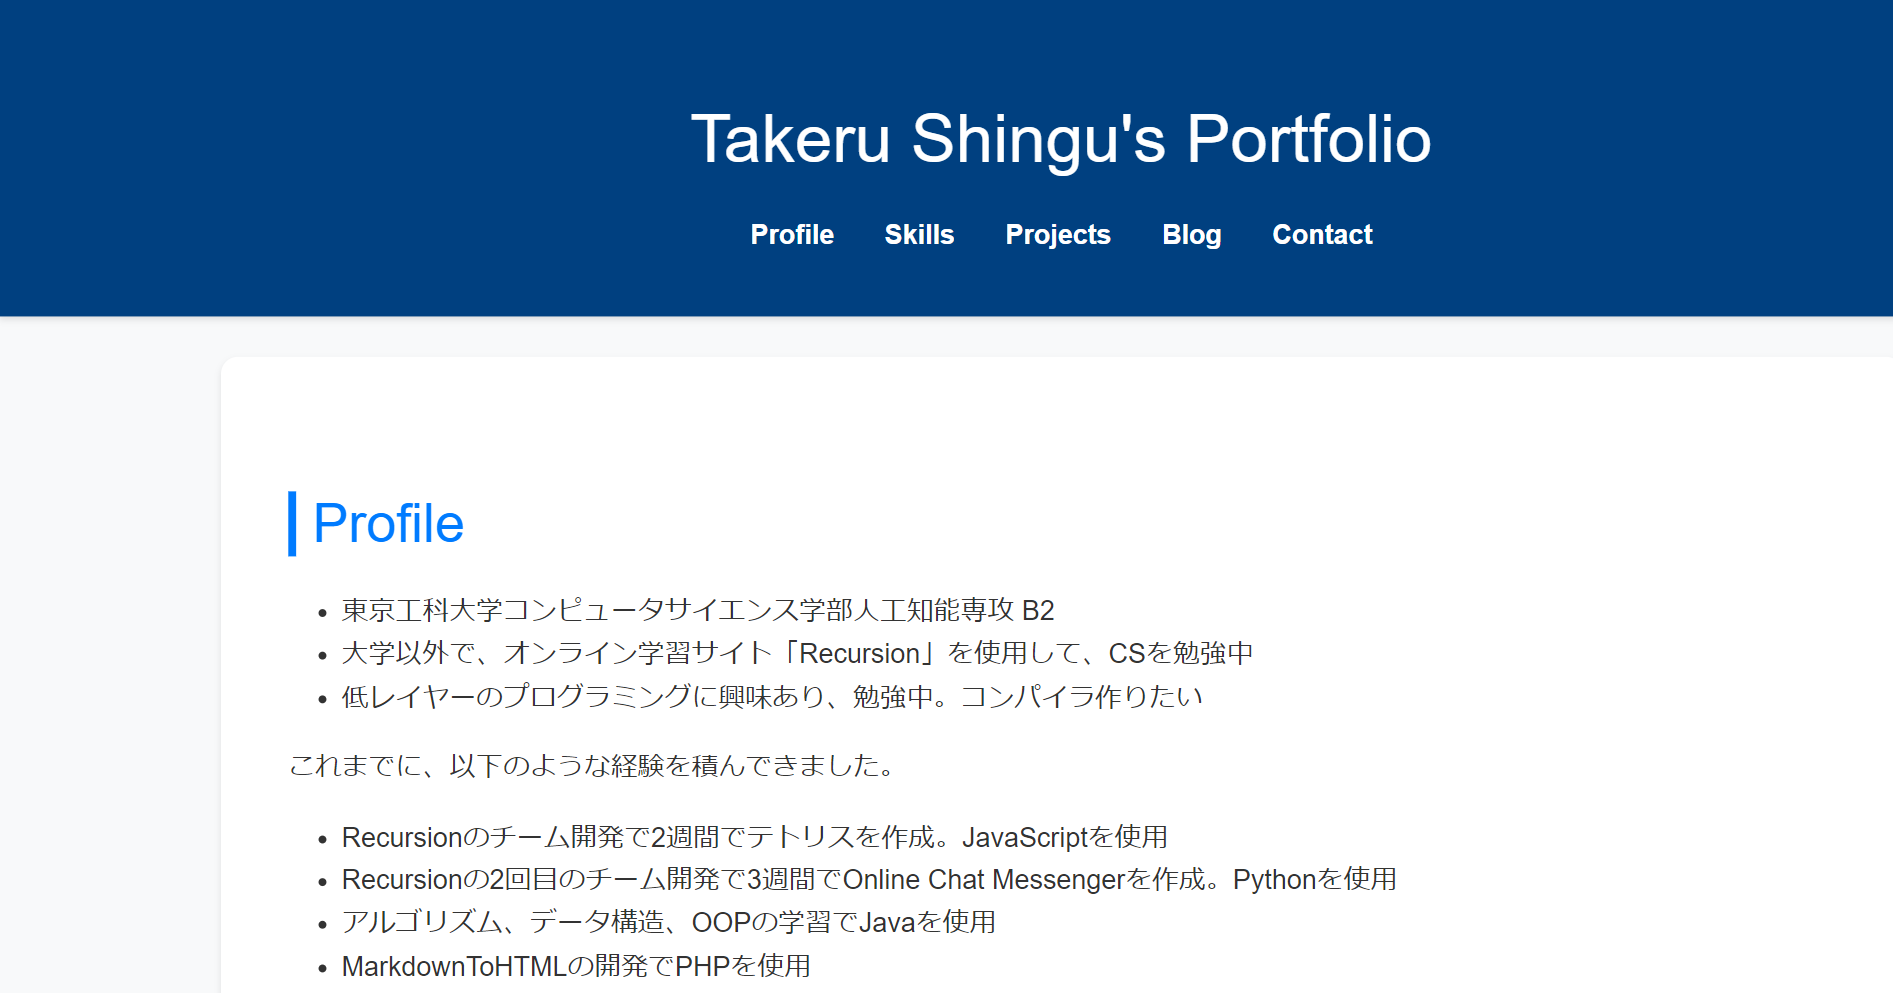 Takeru Shingu's Portfolio
Profile Skills Projects Blog Contact
Profile
東京工科大学コンピュータサイエンス学部人工知能専攻 B2
大学以外で、オンライン学習サイト「Recursion」を使用して、CSを勉強中
低レイヤーのプログラミングに興味あり、勉強中。コンパイラ作りたい
これまでに、以下のような経験を積んできました。
Recursionのチーム開発で2週間でテトリスを作成。JavaScriptを使用
Recursionの2回目のチーム開発で3週間でOnline Chat Messengerを作成。Pythonを使用
アルゴリズム、データ構造、OOPの学習でJavaを使用
MarkdownToHTMLの開発でPHPを使用